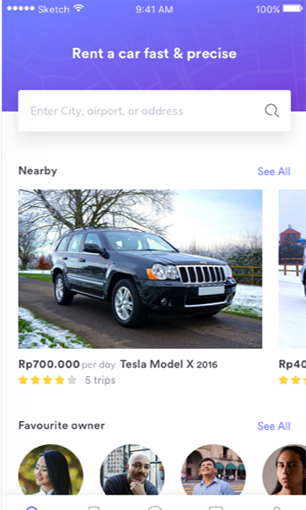 Sketch 9:41 AM 100%
Rent a car fast & precise
Enter City, airport, or address
Nearby See All
Rp700.000 per day Tesla Model X 2016 Rp40
5 trips
Favourite owner See All